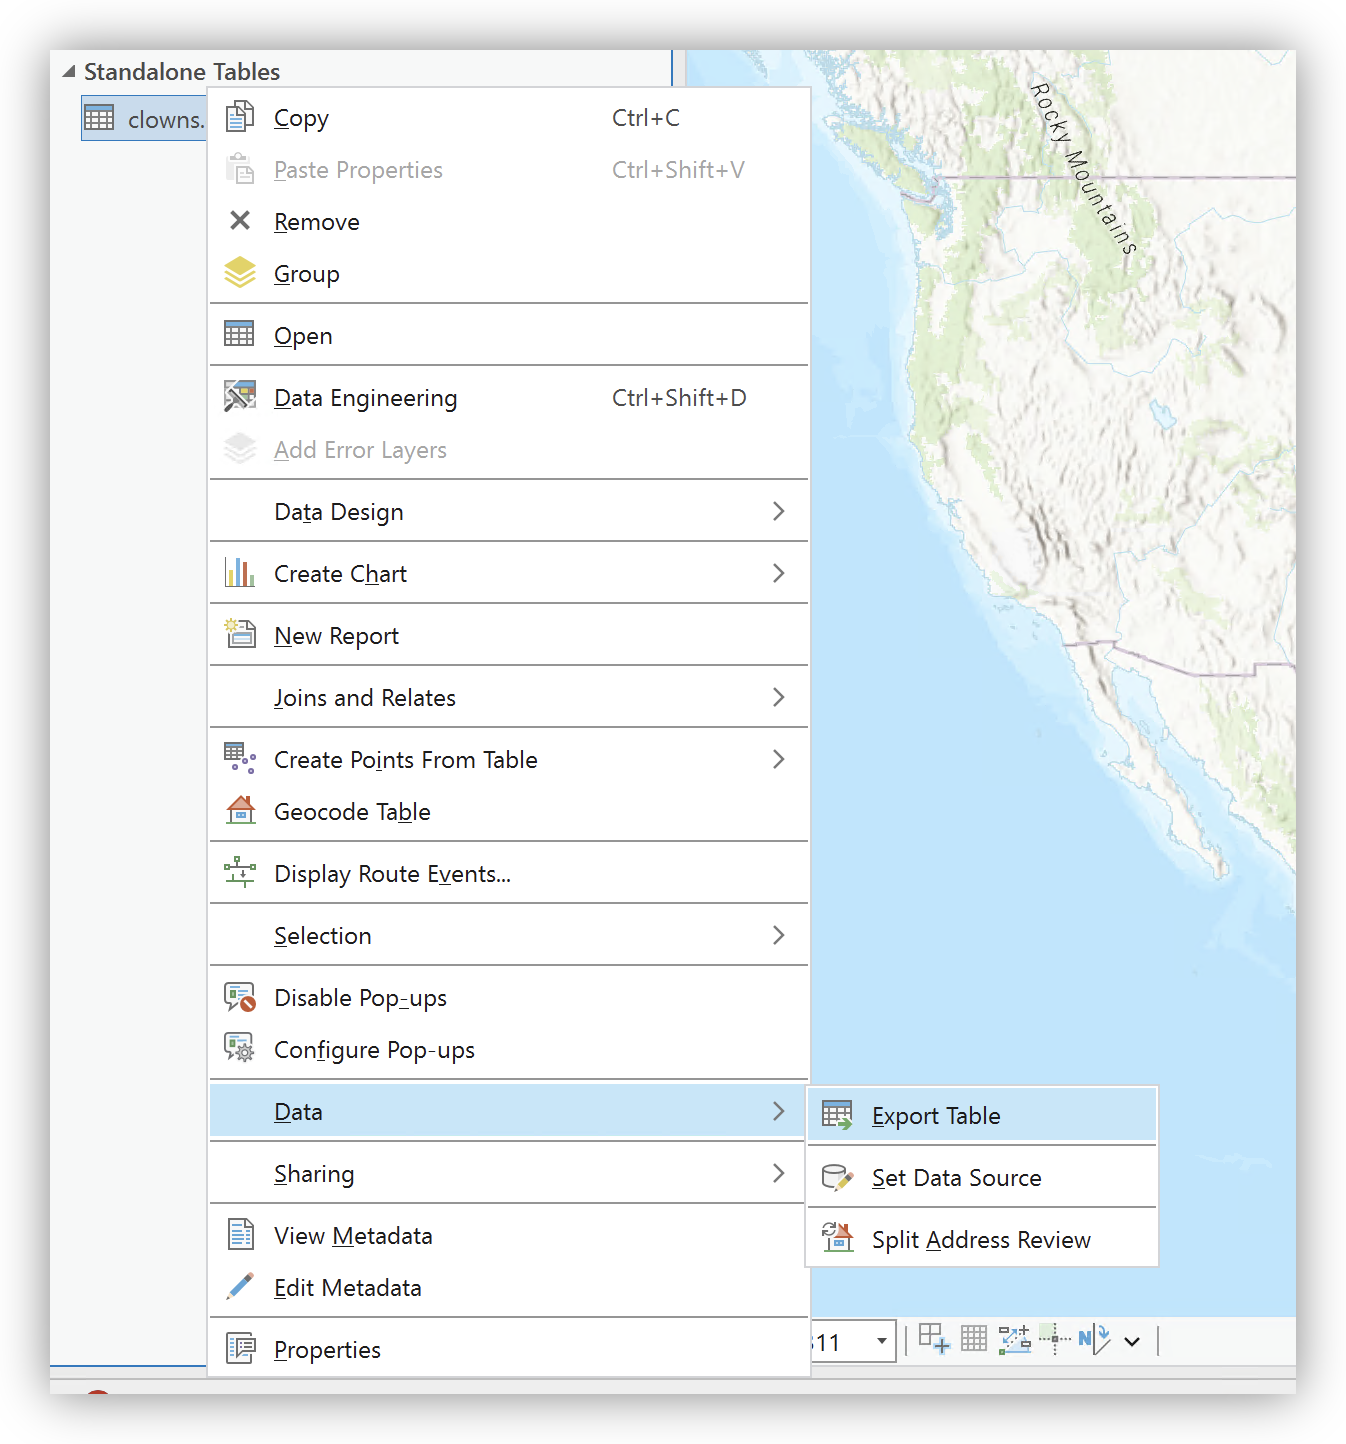 Standalone Tables
clowns.
Copy Ctrl+C
Paste Properties Ctrl+Shift+V
Remove
Group
Open
Data Engineering Ctrl+Shift+D
Add Error Layers
Data Design
Create Chart
New Report
Joins and Relates
Create Points From Table
Geocode Table
Display Route Events...
Selection
Disable Pop-ups
Configure Pop-ups
Data
Export Table
Set Data Source
Split Address Review
Sharing
View Metadata
Edit Metadata
Properties
11
Rocky Mountains